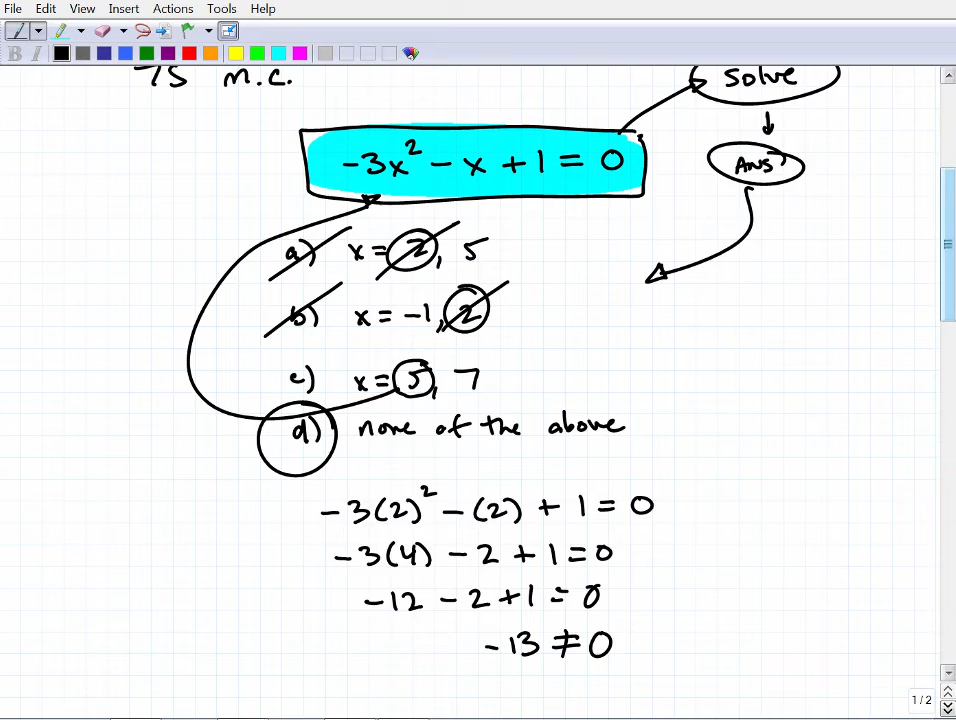 File Edit View Insert Actions Tools Help
B I
75 m.c.
solve
-3x² - x + 1 = 0
Ans
a) x = 2, 5
b) x = -1, 2
c) x = 5, 7
d) none of the above
-3(2)² - (2) + 1 = 0
-3(4) - 2 + 1 = 0
-12 - 2 + 1 = 0
-13 ≠ 0
1 / 2